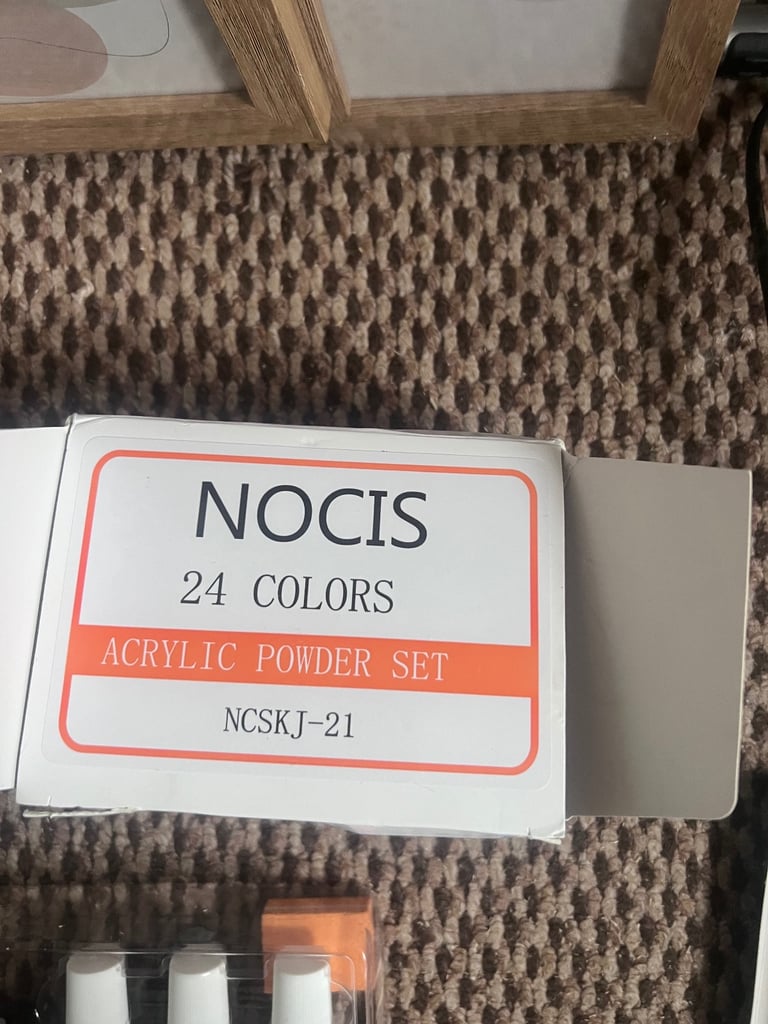 NOCIS
24 COLORS
ACRYLIC POWDER SET
NCSKJ-21